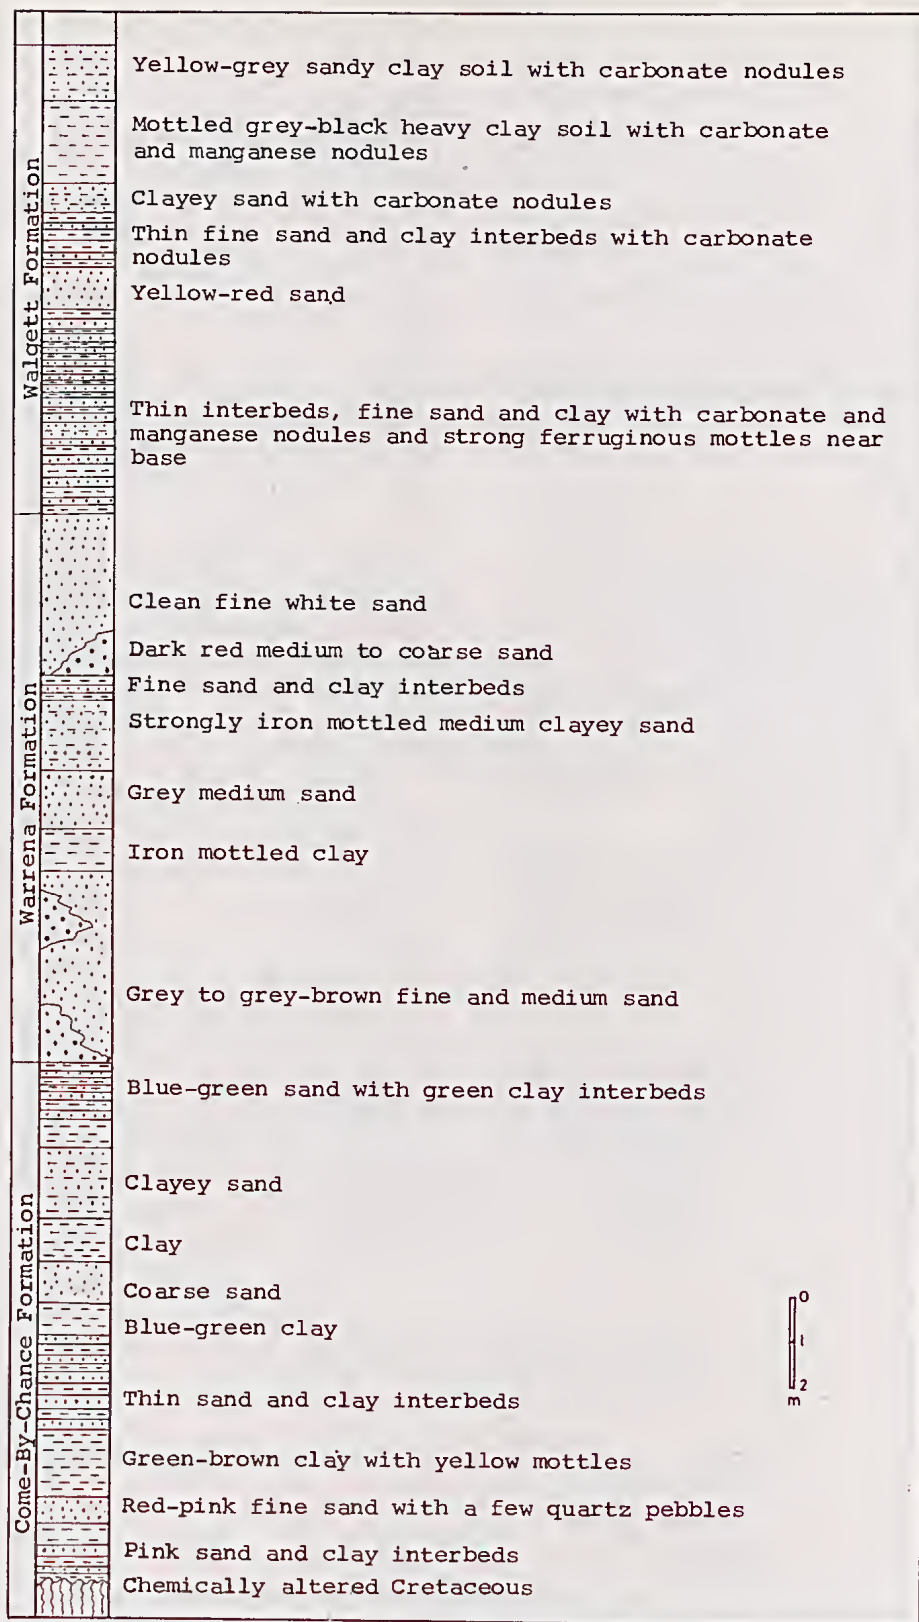 Walgett Formation
Yellow-grey sandy clay soil with carbonate nodules
Mottled grey-black heavy clay soil with carbonate
and manganese nodules
Clayey sand with carbonate nodules
Thin fine sand and clay interbeds with carbonate
nodules
Yellow-red sand
Thin interbeds, fine sand and clay with carbonate and
manganese nodules and strong ferruginous mottles near
base
Warrena Formation
Clean fine white sand
Dark red medium to coarse sand
Fine sand and clay interbeds
Strongly iron mottled medium clayey sand
Grey medium sand
Iron mottled clay
Grey to grey-brown fine and medium sand
Come-By-Chance Formation
Blue-green sand with green clay interbeds
Clayey sand
Clay
Coarse sand
Blue-green clay
Thin sand and clay interbeds
Green-brown clay with yellow mottles
Red-pink fine sand with a few quartz pebbles
Pink sand and clay interbeds
Chemically altered Cretaceous
0
1
2
m